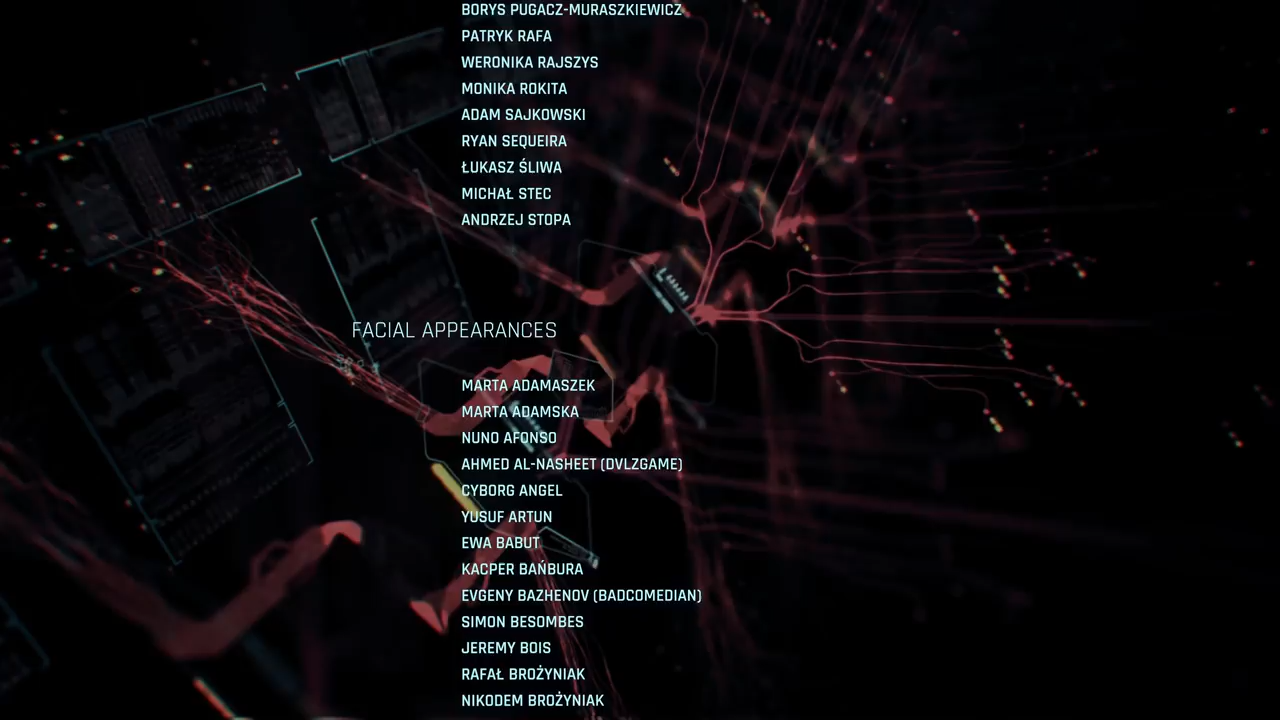 BORYS PUGACZ-MURASZKIEWICZ
PATRYK RAFA
WERONIKA RAJSZYS
MONIKA ROKITA
ADAM SAJKOWSKI
RYAN SEQUEIRA
ŁUKASZ ŚLIWA
MICHAŁ STEC
ANDRZEJ STOPA
FACIAL APPEARANCES
MARTA ADAMASZEK
MARTA ADAMSKA
NUNO AFONSO
AHMED AL-NASHEET (DVLZGAME)
CYBORG ANGEL
YUSUF ARTUN
EWA BABUT
KACPER BAŃBURA
EVGENY BAZHENOV (BADCOMEDIAN)
SIMON BESOMBES
JEREMY BOIS
RAFAŁ BROŻYNIAK
NIKODEM BROŻYNIAK